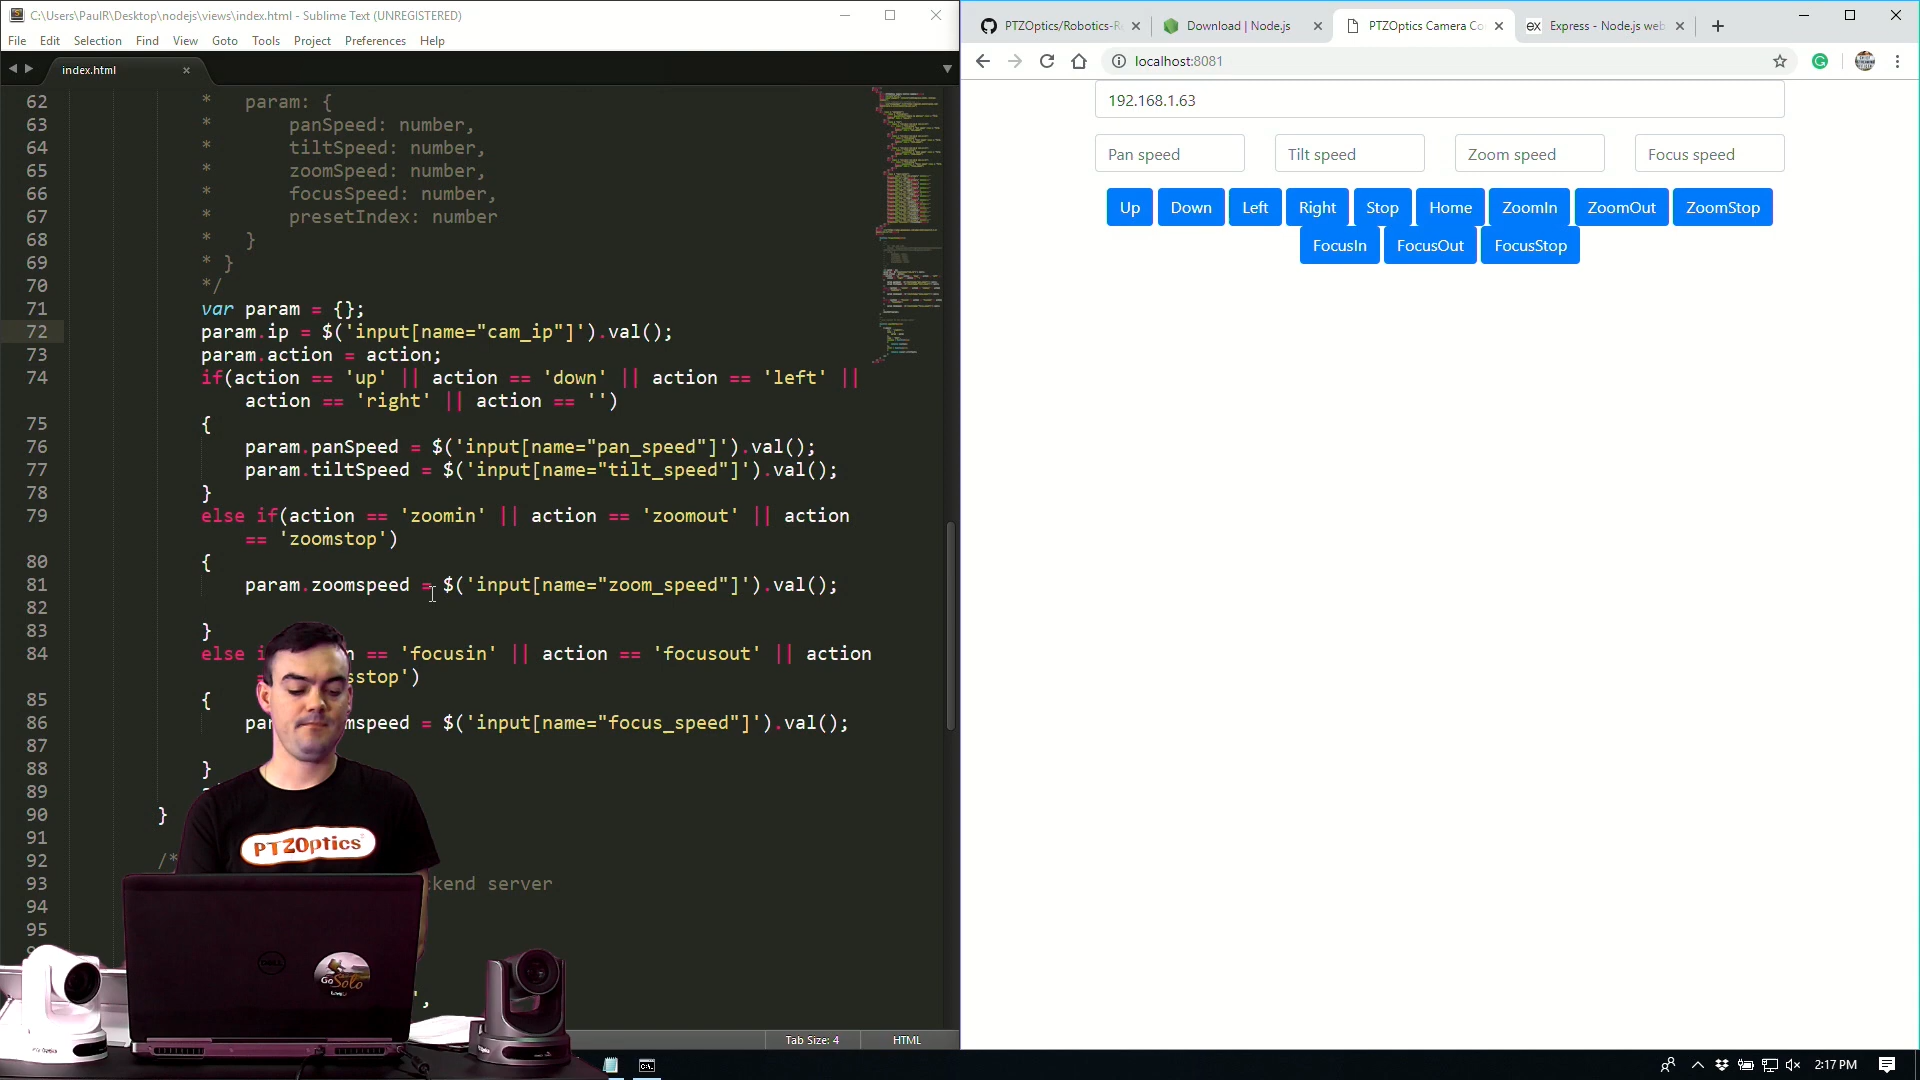 C:\Users\PaulR\Desktop\nodejs\views\index.html - Sublime Text (UNREGISTERED)
File Edit Selection Find View Goto Tools Project Preferences Help
index.html
62 * param: {
63 * panSpeed: number,
64 * tiltSpeed: number,
65 * zoomSpeed: number,
66 * focusSpeed: number,
67 * presetIndex: number
68 * }
69 * }
70 */
71 var param = {};
72 param.ip = $('input[name="cam_ip"]').val();
73 param.action = action;
74 if(action == 'up' || action == 'down' || action == 'left' ||
action == 'right' || action == '')
75 {
76 param.panSpeed = $('input[name="pan_speed"]').val();
77 param.tiltSpeed = $('input[name="tilt_speed"]').val();
78 }
79 else if(action == 'zoomin' || action == 'zoomout' || action
== 'zoomstop')
80 {
81 param.zoomspeed = $('input[name="zoom_speed"]').val();
82
83 }
84 else == 'focusin' || action == 'focusout' || action
sstop')
85 {
86 pa mspeed = $('input[name="focus_speed"]').val();
87
88 }
89
90 }
91
92 /*
93 kend server
94
95
",
Tab Size: 4 HTML
PTZOptics/Robotics-R Download | Node.js PTZOptics Camera Co ex Express - Node.js web
localhost:8081
192.168.1.63
Pan speed Tilt speed Zoom speed Focus speed
Up Down Left Right Stop Home ZoomIn ZoomOut ZoomStop
FocusIn FocusOut FocusStop
PTZOptics
DELL
Go Solo
PTZ Optics
2:17 PM